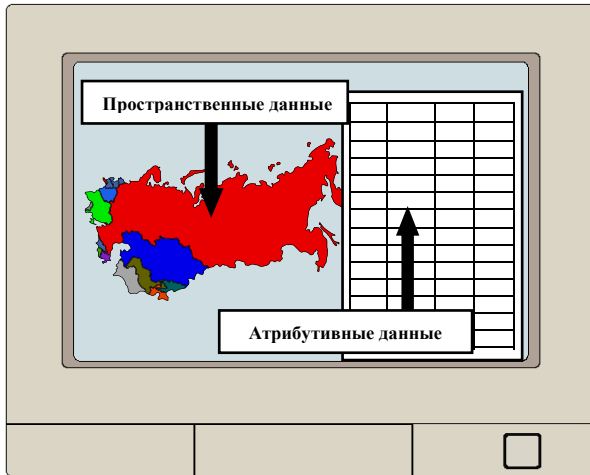 Пространственные данные
Атрибутивные данные